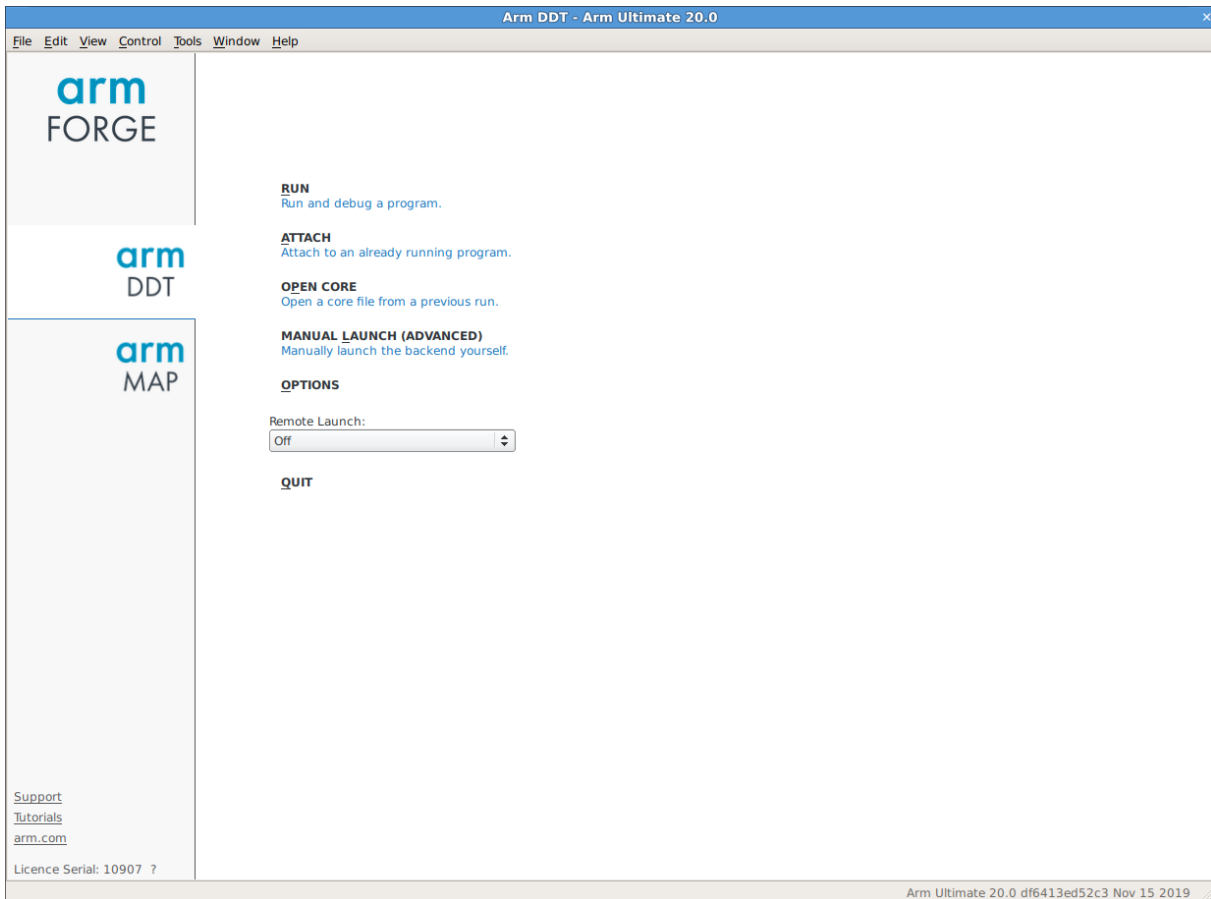 Arm DDT - Arm Ultimate 20.0
File Edit View Control Tools Window Help
arm
FORGE
arm
DDT
arm
MAP
RUN
Run and debug a program.
ATTACH
Attach to an already running program.
OPEN CORE
Open a core file from a previous run.
MANUAL LAUNCH (ADVANCED)
Manually launch the backend yourself.
OPTIONS
Remote Launch:
Off
QUIT
Support
Tutorials
arm.com
Licence Serial: 10907 ?
Arm Ultimate 20.0 df6413ed52c3 Nov 15 2019